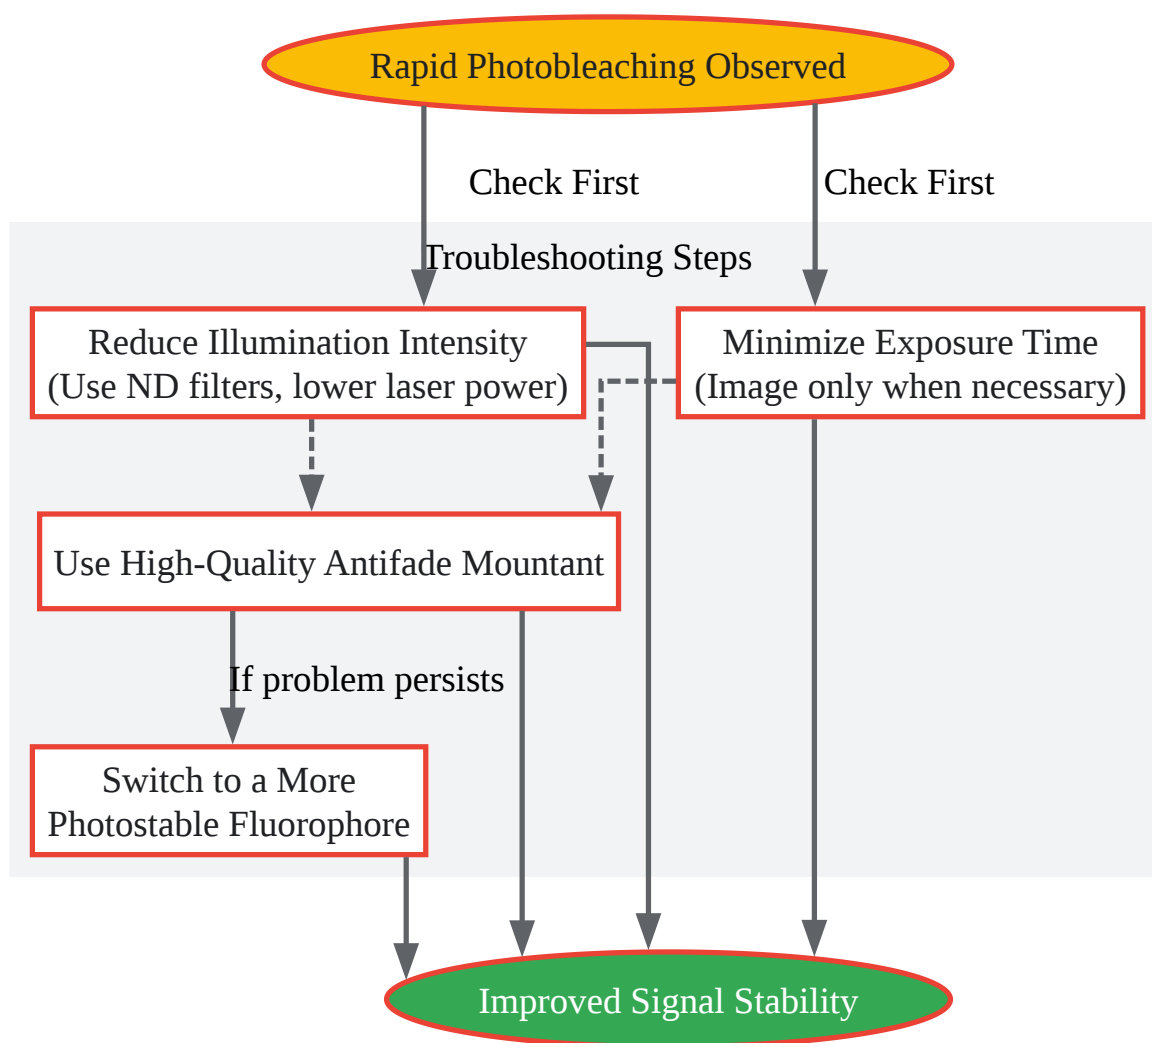 Rapid Photobleaching Observed
Check First
Check First
Troubleshooting Steps
Reduce Illumination Intensity
(Use ND filters, lower laser power)
Minimize Exposure Time
(Image only when necessary)
Use High-Quality Antifade Mountant
If problem persists
Switch to a More
Photostable Fluorophore
Improved Signal Stability